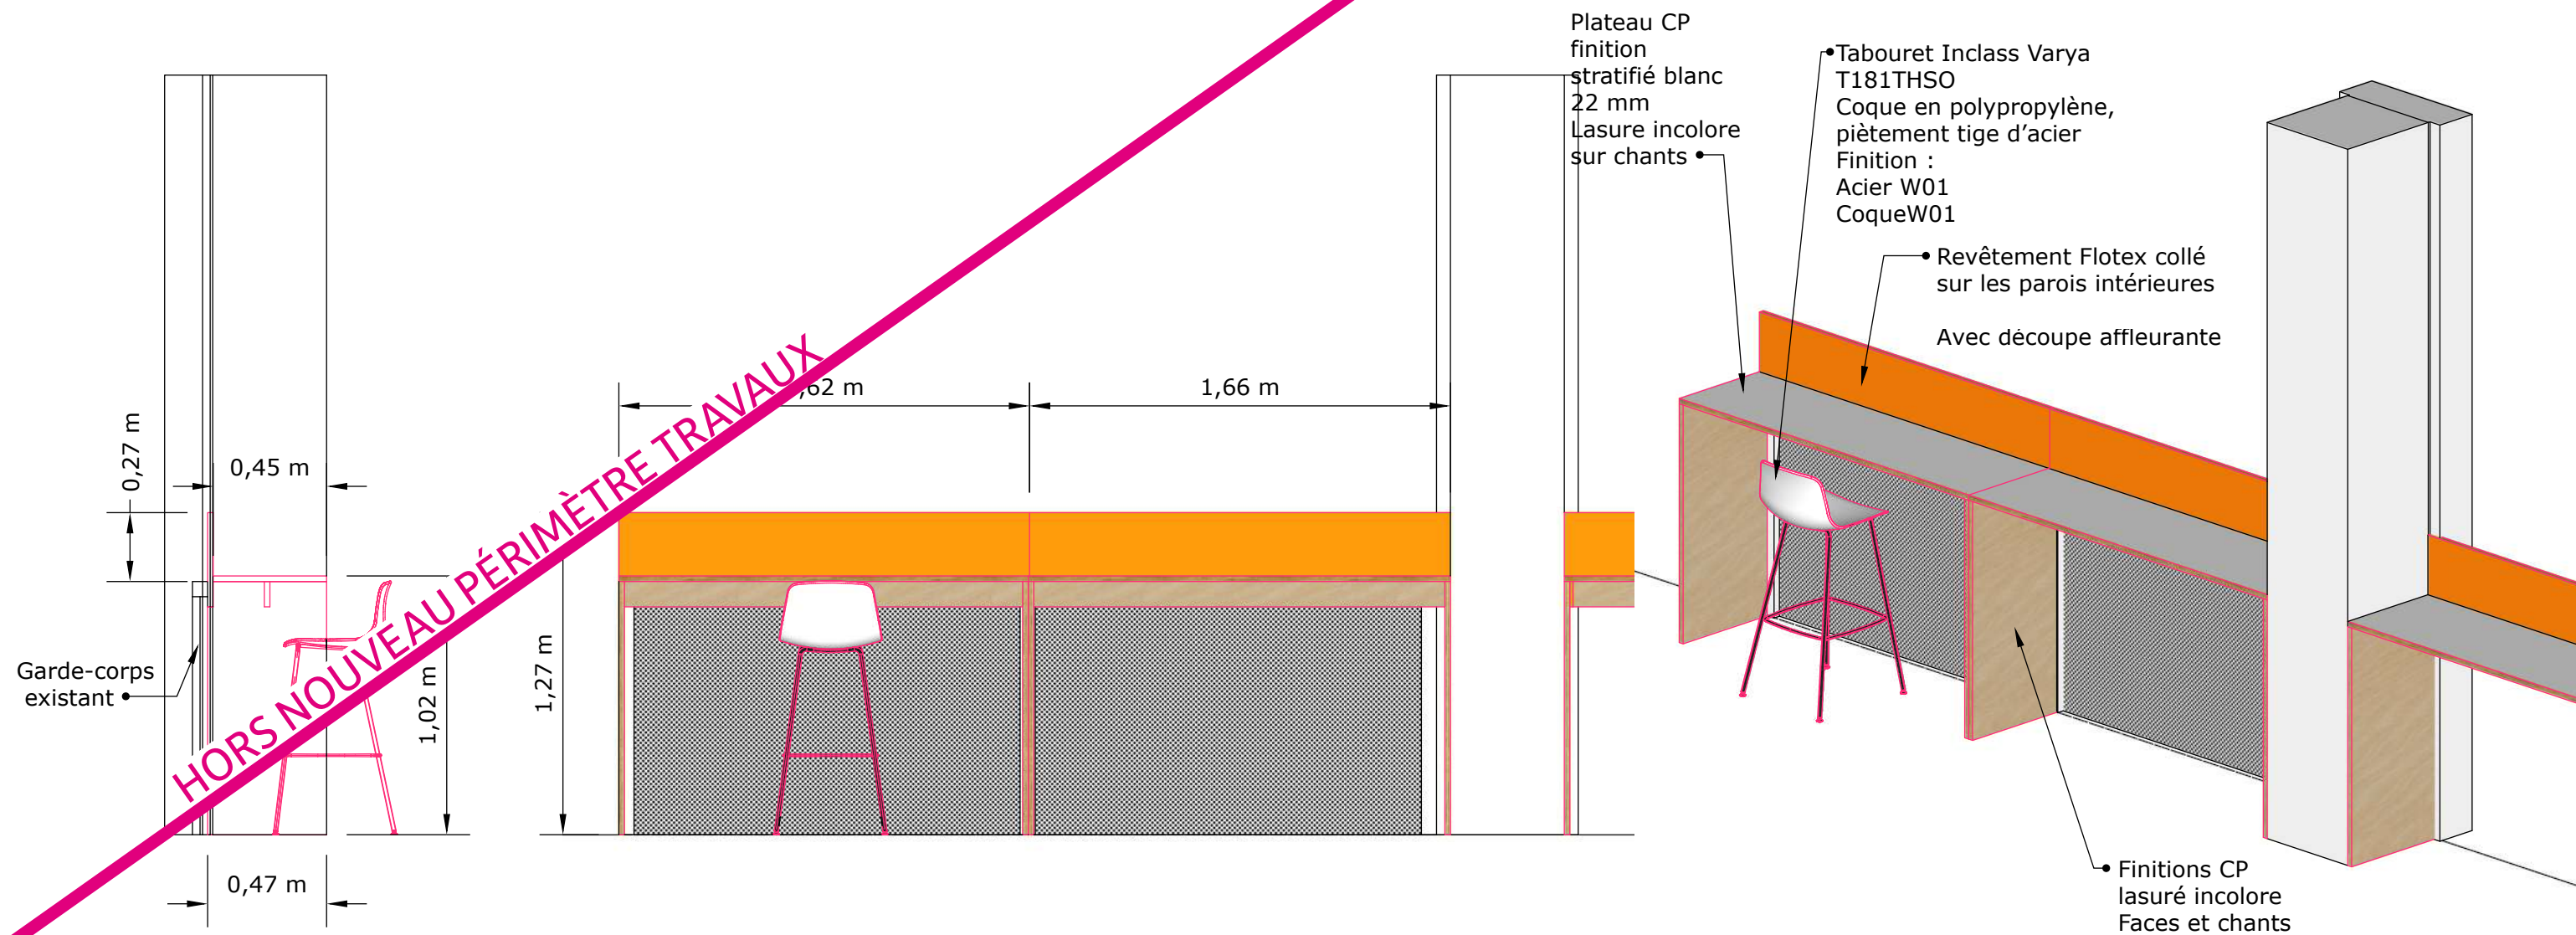 Plateau CP
finition
stratifié blanc
22 mm
Lasure incolore
sur chants
Tabouret Inclass Varya
T181THSO
Coque en polypropylène,
piètement tige d’acier
Finition :
Acier W01
CoqueW01
Revêtement Flotex collé
sur les parois intérieures
Avec découpe affleurante
,62 m
1,66 m
0,27 m
0,45 m
HORS NOUVEAU PÉRIMÈTRE TRAVAUX
Garde-corps
existant
1,02 m
1,27 m
0,47 m
Finitions CP
lasuré incolore
Faces et chants